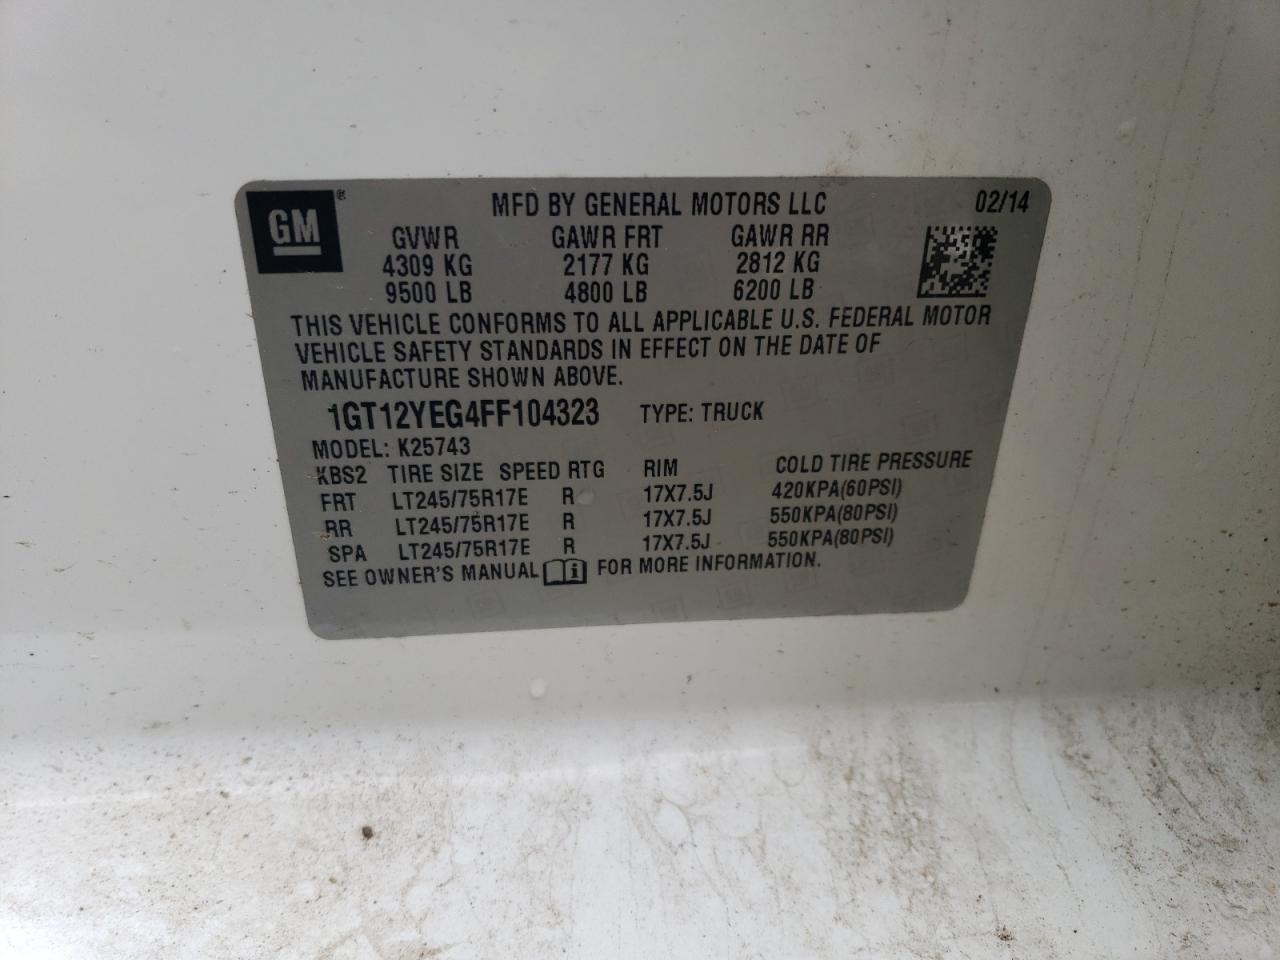 GM ® MFD BY GENERAL MOTORS LLC 02/14
GVWR GAWR FRT GAWR RR
4309 KG 2177 KG 2812 KG
9500 LB 4800 LB 6200 LB
THIS VEHICLE CONFORMS TO ALL APPLICABLE U.S. FEDERAL MOTOR
VEHICLE SAFETY STANDARDS IN EFFECT ON THE DATE OF
MANUFACTURE SHOWN ABOVE.
1GT12YEG4FF104323 TYPE: TRUCK
MODEL: K25743
KBS2 TIRE SIZE SPEED RTG RIM COLD TIRE PRESSURE
FRT LT245/75R17E R 17X7.5J 420KPA(60PSI)
RR LT245/75R17E R 17X7.5J 550KPA(80PSI)
SPA LT245/75R17E R 17X7.5J 550KPA(80PSI)
SEE OWNER'S MANUAL i FOR MORE INFORMATION.